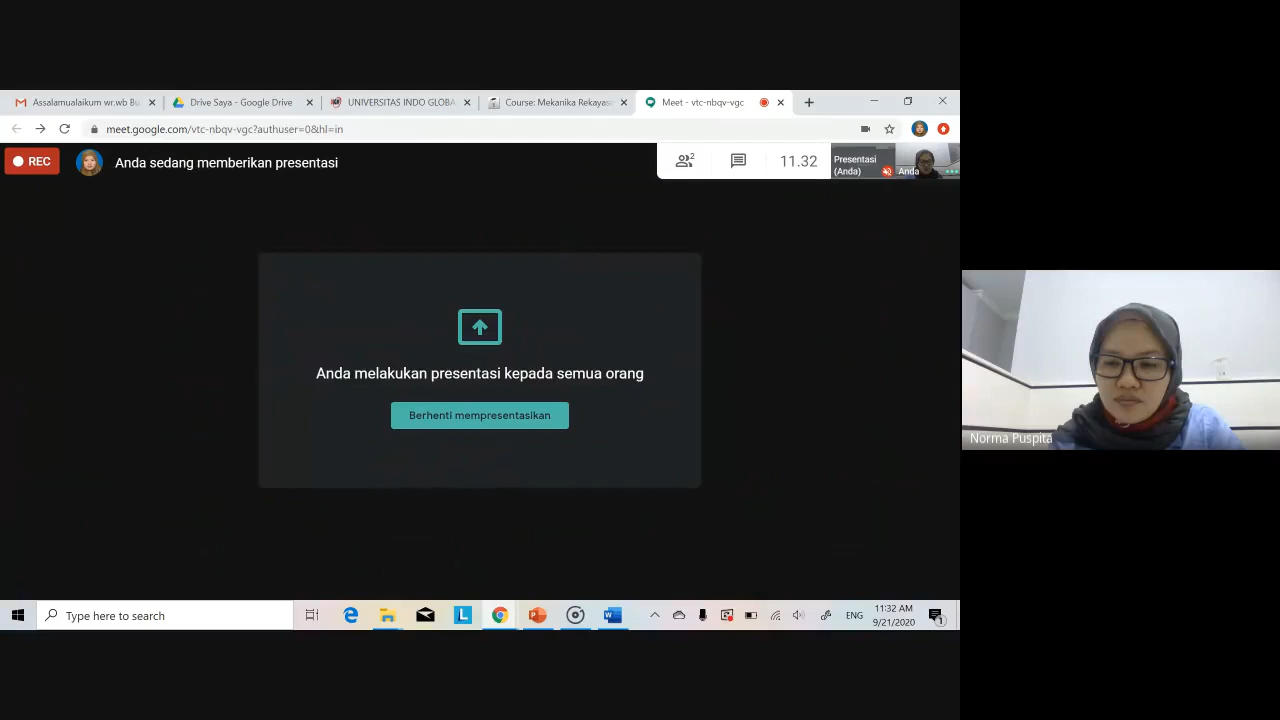 Assalamualaikum wr.wb Bu
Drive Saya - Google Drive
UNIVERSITAS INDO GLOBA
Course: Mekanika Rekayas
Meet - vtc-nbqv-vgc
meet.google.com/vtc-nbqv-vgc?authuser=0&hl=in
REC
Anda sedang memberikan presentasi
2
11.32
Presentasi
(Anda)
Anda
Anda melakukan presentasi kepada semua orang
Berhenti mempresentasikan
Norma Puspita
Type here to search
ENG
11:32 AM
9/21/2020
1